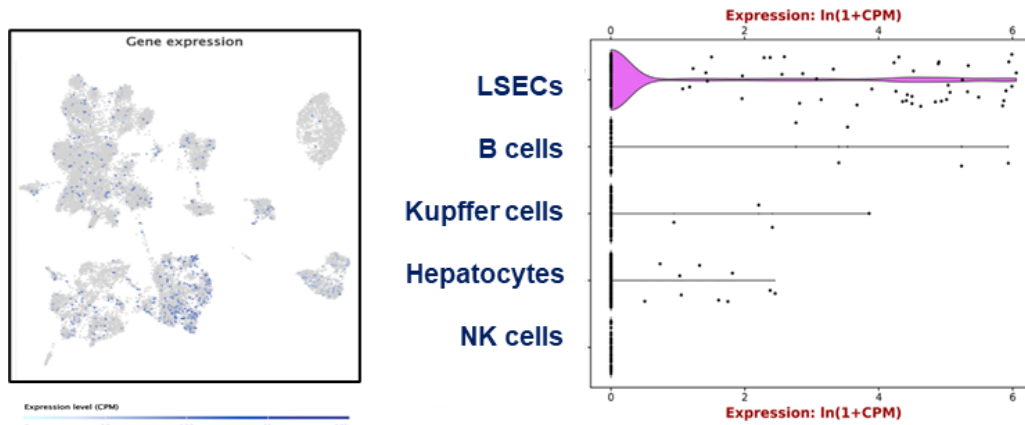 Gene expression
Expression level (CPM)
Expression: ln(1+CPM)
0 2 4 6
LSECs
B cells
Kupffer cells
Hepatocytes
NK cells
0 2 4 6
Expression: ln(1+CPM)